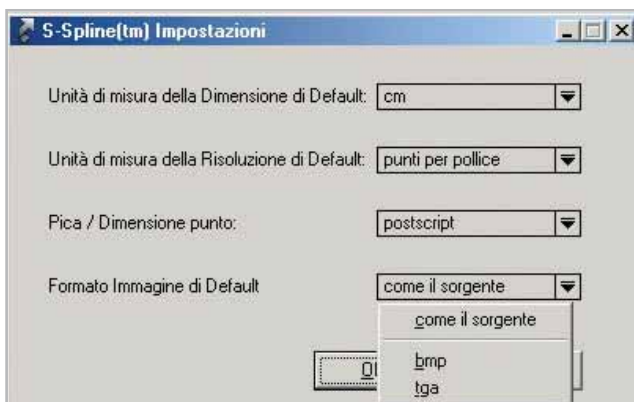 S-Spline(tm) Impostazioni
Unità di misura della Dimensione di Default: cm
Unità di misura della Risoluzione di Default: punti per pollice
Pica / Dimensione punto: postscript
Formato Immagine di Default come il sorgente
come il sorgente
bmp
tga